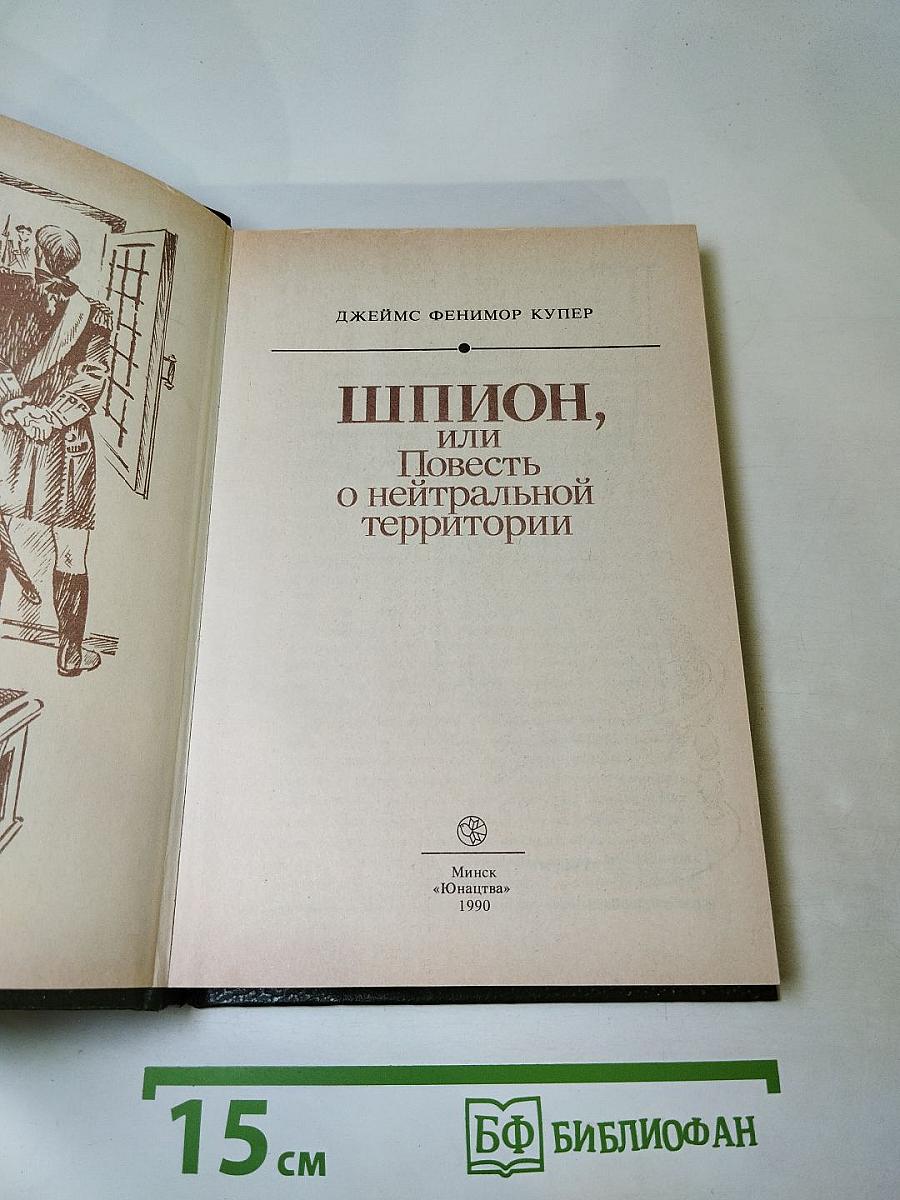 ДЖЕЙМС ФЕНИМОР КУПЕР
ШПИОН,
или
Повесть
о нейтральной
территории
Минск
«Юнацтва»
1990
15 см
БФ БИБЛИОФАН